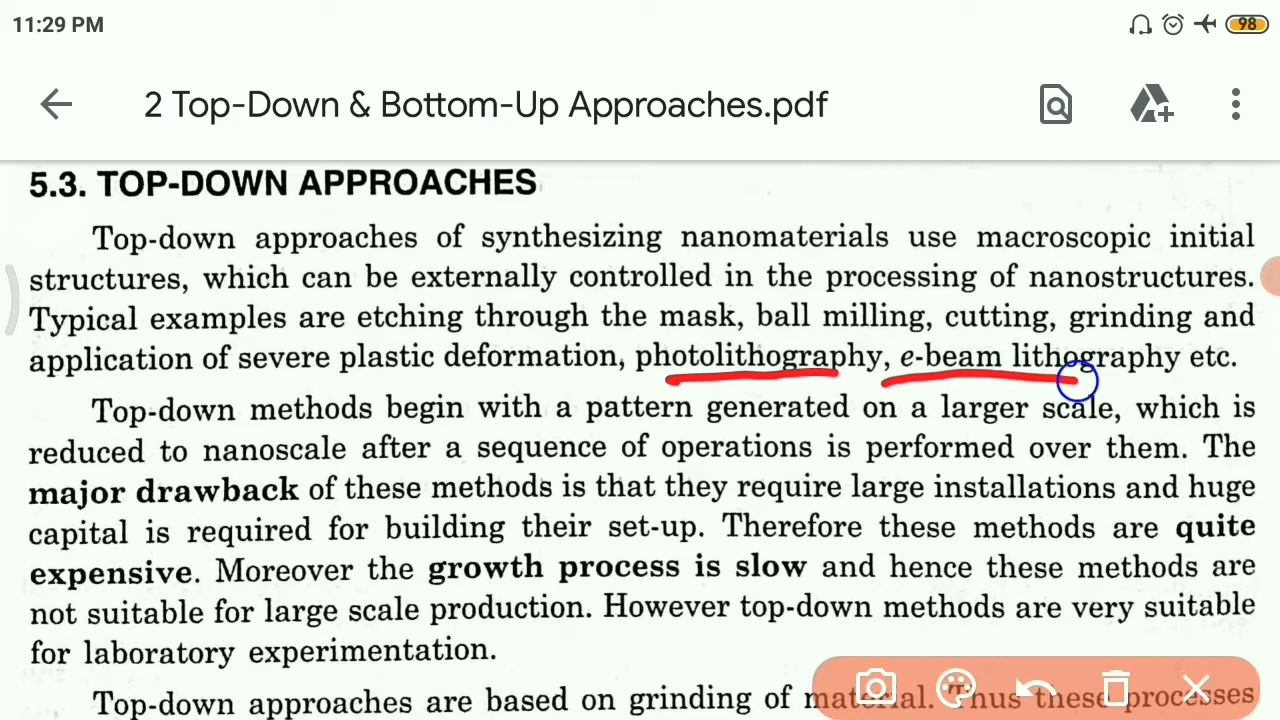 11:29 PM
98
2 Top-Down & Bottom-Up Approaches.pdf
5.3. TOP-DOWN APPROACHES
Top-down approaches of synthesizing nanomaterials use macroscopic initial
structures, which can be externally controlled in the processing of nanostructures.
Typical examples are etching through the mask, ball milling, cutting, grinding and
application of severe plastic deformation, photolithography, e-beam lithography etc.
Top-down methods begin with a pattern generated on a larger scale, which is
reduced to nanoscale after a sequence of operations is performed over them. The
major drawback of these methods is that they require large installations and huge
capital is required for building their set-up. Therefore these methods are quite
expensive. Moreover the growth process is slow and hence these methods are
not suitable for large scale production. However top-down methods are very suitable
for laboratory experimentation.
Top-down approaches are based on grinding of material. Thus these processes